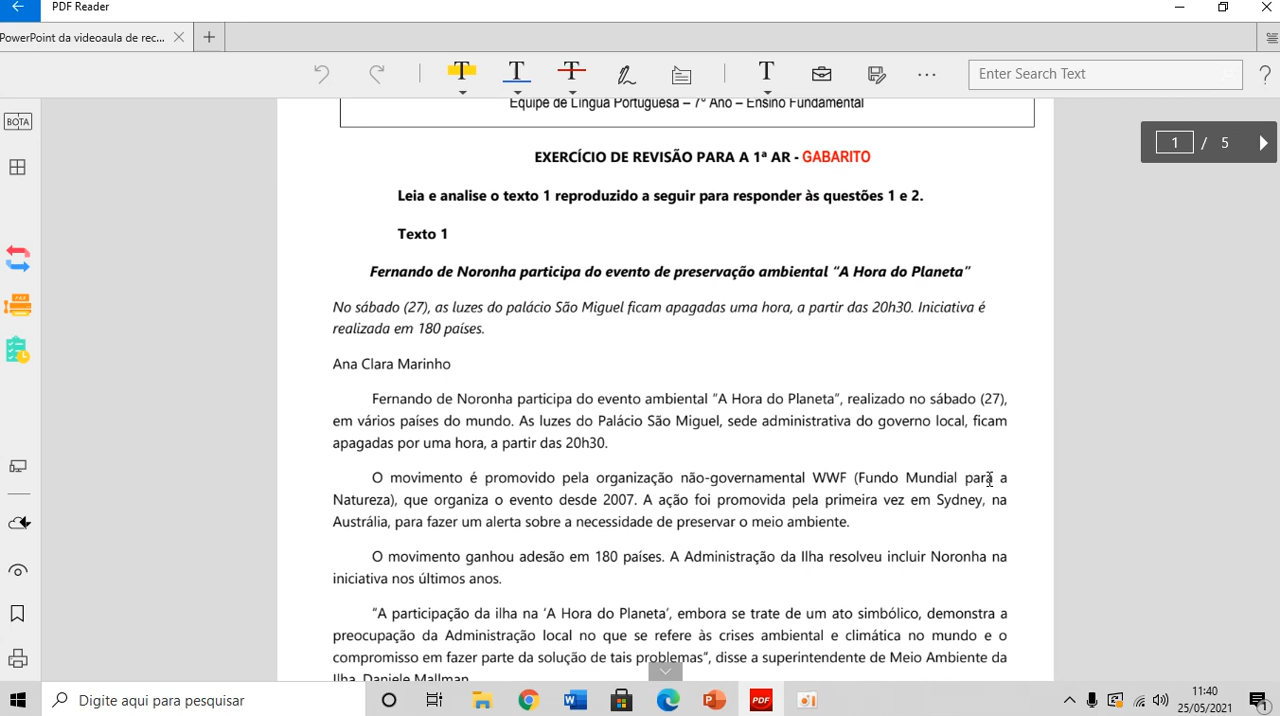 PDF Reader
PowerPoint da videoaula de rec...
Enter Search Text
?
T T T T
BOTA
1 / 5
Equipe de Língua Portuguesa – 7º Ano – Ensino Fundamental
EXERCÍCIO DE REVISÃO PARA A 1ª AR - GABARITO
Leia e analise o texto 1 reproduzido a seguir para responder às questões 1 e 2.
Texto 1
Fernando de Noronha participa do evento de preservação ambiental “A Hora do Planeta”
No sábado (27), as luzes do palácio São Miguel ficam apagadas uma hora, a partir das 20h30. Iniciativa é
realizada em 180 países.
Ana Clara Marinho
Fernando de Noronha participa do evento ambiental “A Hora do Planeta”, realizado no sábado (27),
em vários países do mundo. As luzes do Palácio São Miguel, sede administrativa do governo local, ficam
apagadas por uma hora, a partir das 20h30.
O movimento é promovido pela organização não-governamental WWF (Fundo Mundial para a
Natureza), que organiza o evento desde 2007. A ação foi promovida pela primeira vez em Sydney, na
Austrália, para fazer um alerta sobre a necessidade de preservar o meio ambiente.
O movimento ganhou adesão em 180 países. A Administração da Ilha resolveu incluir Noronha na
iniciativa nos últimos anos.
“A participação da ilha na ‘A Hora do Planeta’, embora se trate de um ato simbólico, demonstra a
preocupação da Administração local no que se refere às crises ambiental e climática no mundo e o
compromisso em fazer parte da solução de tais problemas”, disse a superintendente de Meio Ambiente da
Ilha, Daniele Mallman.
Digite aqui para pesquisar
PDF
11:40
25/05/2021
1